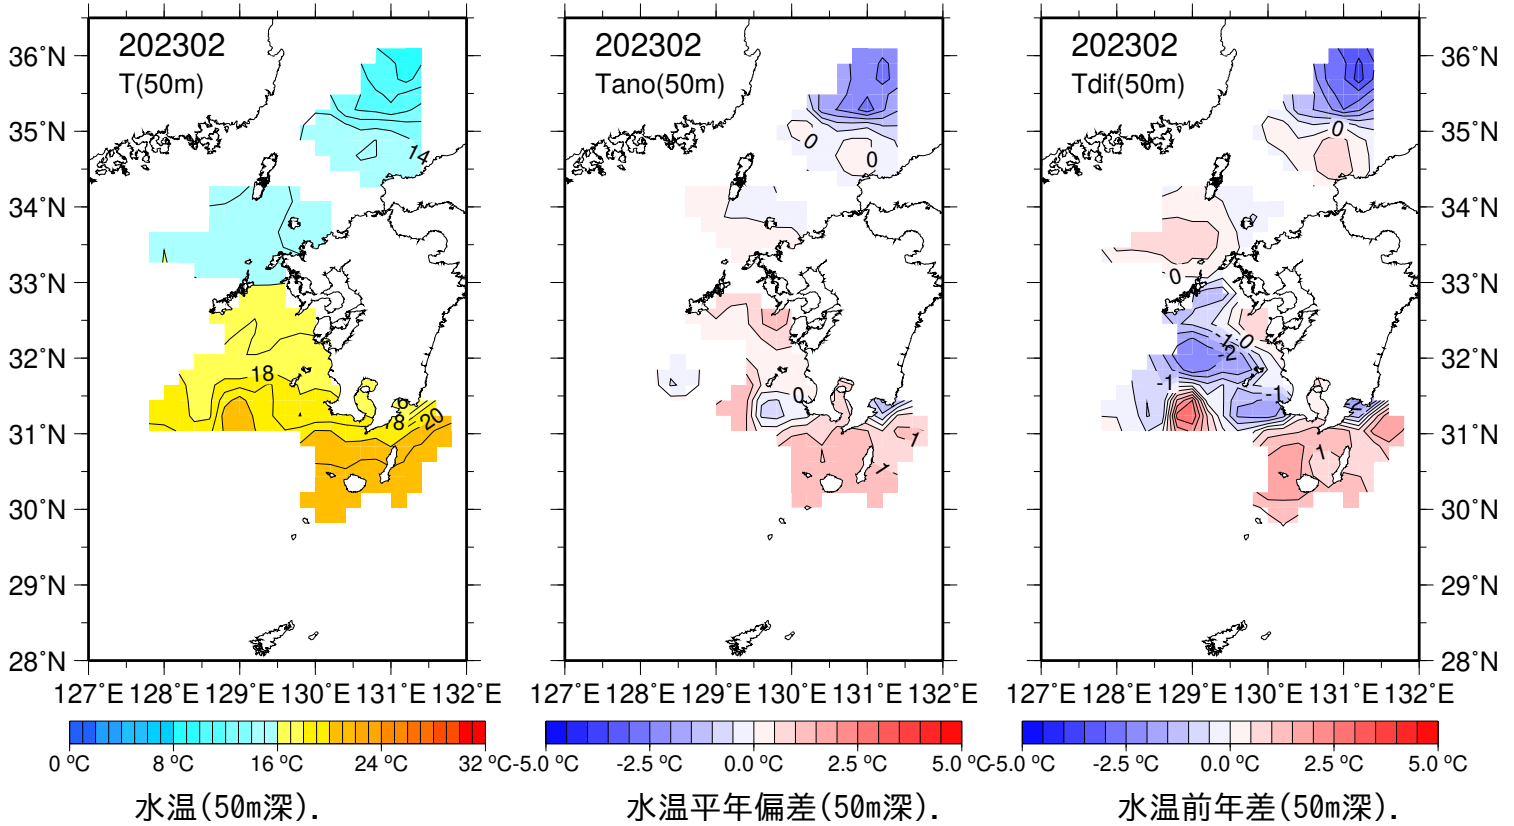 202302
T(50m)
202302
Tano(50m)
202302
Tdif(50m)
36°N
35°N
34°N
33°N
32°N
31°N
30°N
29°N
28°N
36°N
35°N
34°N
33°N
32°N
31°N
30°N
29°N
28°N
14
18
20
0
0
0
1
1
0
0
-1
0
-2
-1
-1
1
127°E 128°E 129°E 130°E 131°E 132°E
127°E 128°E 129°E 130°E 131°E 132°E
127°E 128°E 129°E 130°E 131°E 132°E
0 °C 8 °C 16 °C 24 °C 32 °C
-5.0 °C -2.5 °C 0.0 °C 2.5 °C 5.0 °C
-5.0 °C -2.5 °C 0.0 °C 2.5 °C 5.0 °C
水温(50m深).
水温平年偏差(50m深).
水温前年差(50m深).